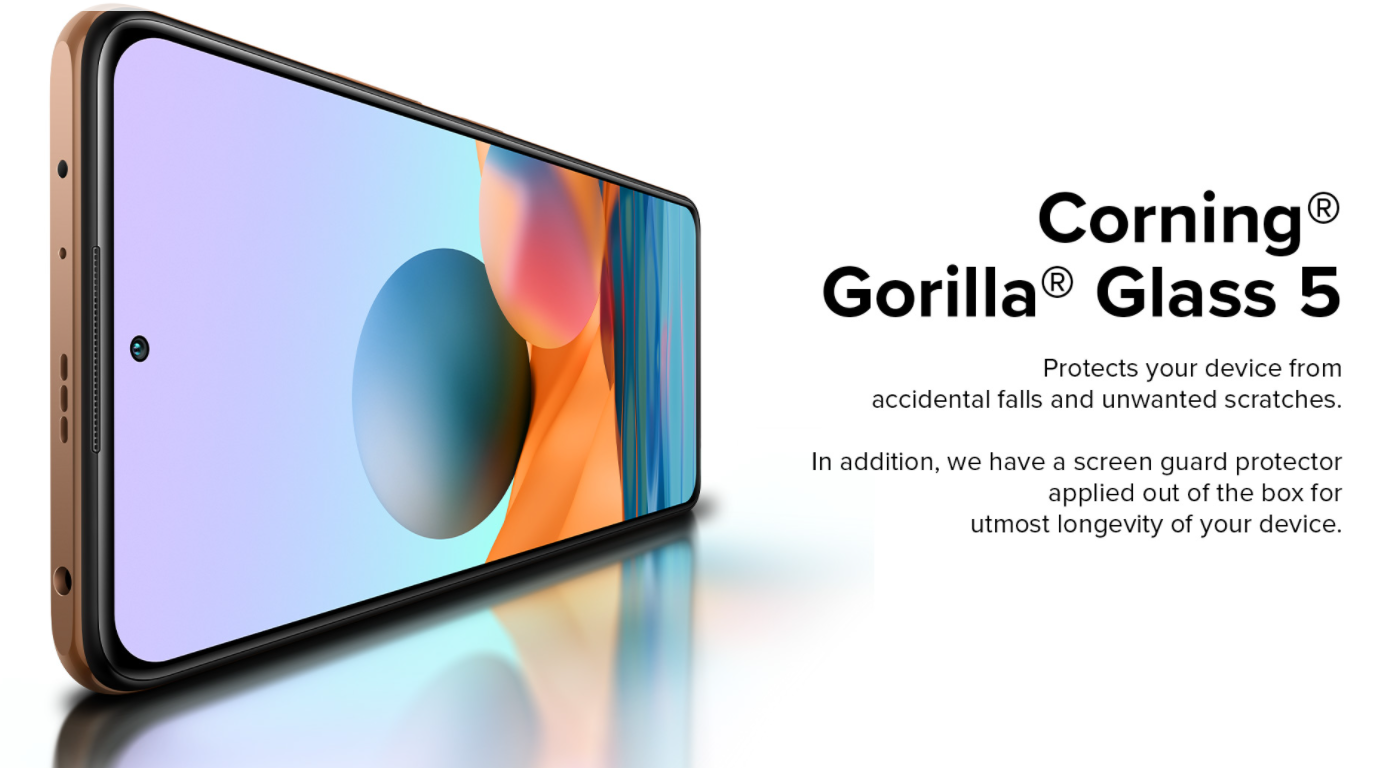 Corning®
Gorilla® Glass 5
Protects your device from
accidental falls and unwanted scratches.
In addition, we have a screen guard protector
applied out of the box for
utmost longevity of your device.